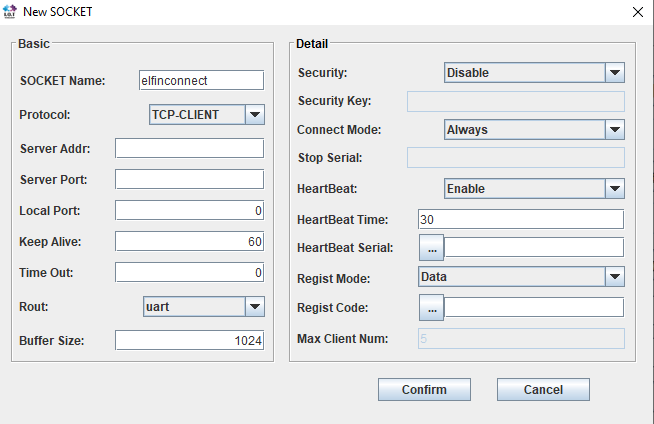 New SOCKET
Basic
SOCKET Name: elfinconnect
Protocol: TCP-CLIENT
Server Addr:
Server Port:
Local Port: 0
Keep Alive: 60
Time Out: 0
Rout: uart
Buffer Size: 1024
Detail
Security: Disable
Security Key:
Connect Mode: Always
Stop Serial:
HeartBeat: Enable
HeartBeat Time: 30
HeartBeat Serial: ...
Regist Mode: Data
Regist Code: ...
Max Client Num: 5
Confirm Cancel